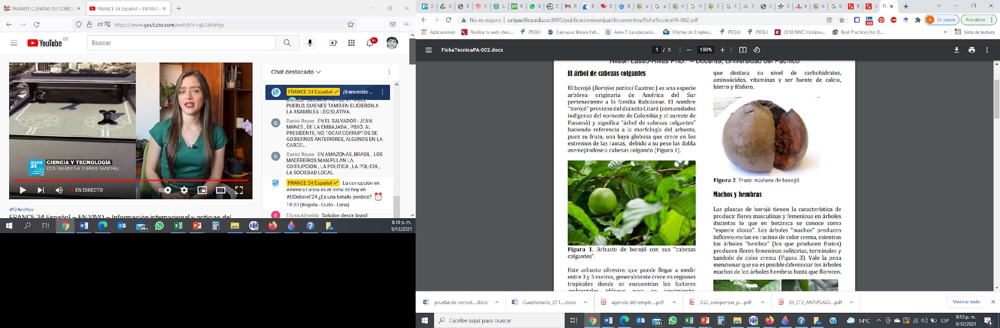 TRAMITE CUENTAS DE COBRO
FRANCE 24 Español – EN VIVO -
https://www.youtube.com/watch?v=gLCdriJrfgs
YouTube CO
Buscar
9+
CIENCIA Y TECNOLOGÍA
CON VALENTINA TORRES SÁNCHEZ
FRANCE 24
EN DIRECTO
#F24enVivo
FRANCE 24 Español – EN VIVO – Información internacional y noticias del
Chat destacado
FRANCE 24 Español ¡Bienvenido ...
PUEBLO, QUIENES TAMBIEN ELIGIERON A
LA ASAMBLEA LEGISLATIVA.
Daniel Reyes EN EL SALVADOR : JEAN
MANES , DE LA EMBAJADA , PIDIÓ. AL
PRESIDENTE, NO TOCAR CORRUPTOS DE
GOBIERNOS ANTERIORES, ALGUNOS EN LA
CARCEL.
Daniel Reyes EN AMAZONAS, BRASIL , LOS
MADEREIROS MANIPULAN LA
CORRUPCION , LA POLITICA , LA POLICÍA ,
LA SOCIEDAD LOCAL.
FRANCE 24 Español La corrupción en
América Latina es el tema de hoy en
#ElDebateF24 ¿Es una batalla perdida?
19:20 (Bogotá - Quito - Lima)
Eloisa Almeida Saludos desde brasil
99+
8:10 p. m.
9/12/2021
No es seguro | unipacifico.edu.co:8095/publicacionesunipa/documentos/FichaTecnicaPA-002.pdf
149
A En pausa
Actualizar
Aplicaciones
Realiza tu web chec...
PEGUI
Can your library hel...
Área 7: La educació...
Ofertas de Empleo...
PEGUI
PEGUI
2018 NMC Horizon...
Best Practices for O...
»
Lista de lectura
FichaTecnicaPA-002.docx
1 / 3
100%
Nilsen Lasso-Rivas PhD. – Docente, Universidad del Pacífico
El árbol de cabezas colgantes
El borojó (Borojoa patinoi Cuatrec.) es una especie
arbórea originaria de América del Sur
perteneciente a la familia Rubiáceae. El nombre
“borojó” proviene del dialecto Citará (comunidades
indígenas del noroeste de Colombia y el sureste de
Panamá) y significa “árbol de cabezas colgantes”
haciendo referencia a la morfología del arbusto,
pues su fruto, una baya globosa que crece en los
extremos de las ramas, debido a su peso las dobla
asemejándose a cabezas colgando (Figura 1).
Figura 1. Arbusto de borojó con sus “cabezas
colgantes”.
Este arbusto silvestre, que puede llegar a medir
entre 3 y 5 metros, generalmente crece en regiones
tropicales donde se encuentran los factores
ambientales idóneos para su crecimiento:
que destaca su nivel de carbohidratos,
aminoácidos, vitaminas y ser fuente de calcio,
hierro y fósforo.
Figura 2. Fruto maduro de borojó
Machos y hembras
Las plantas de borojó tienen la característica de
producir flores masculinas y femeninas en árboles
distintos lo que en botánica se conoce como
“especie dioica”. Los árboles “machos” producen
inflorescencias en racimo de color crema, mientras
los árboles “hembra” (los que producen frutos)
producen flores femeninas solitarias, terminales y
también de color crema (Figura 3). Vale la pena
mencionar que no es posible diferenciar los árboles
machos de los árboles hembras hasta que florecen.
prueba de conoci....docx
Cuestionario_CF1....docx
agencia del emple....pdf
SSS_compensar_p....pdf
DI_CF3_ANTIPLAGI....pdf
Mostrar todo
Escribe aquí para buscar
99+
14°C
ESP
8:10 p. m.
9/12/2021
4